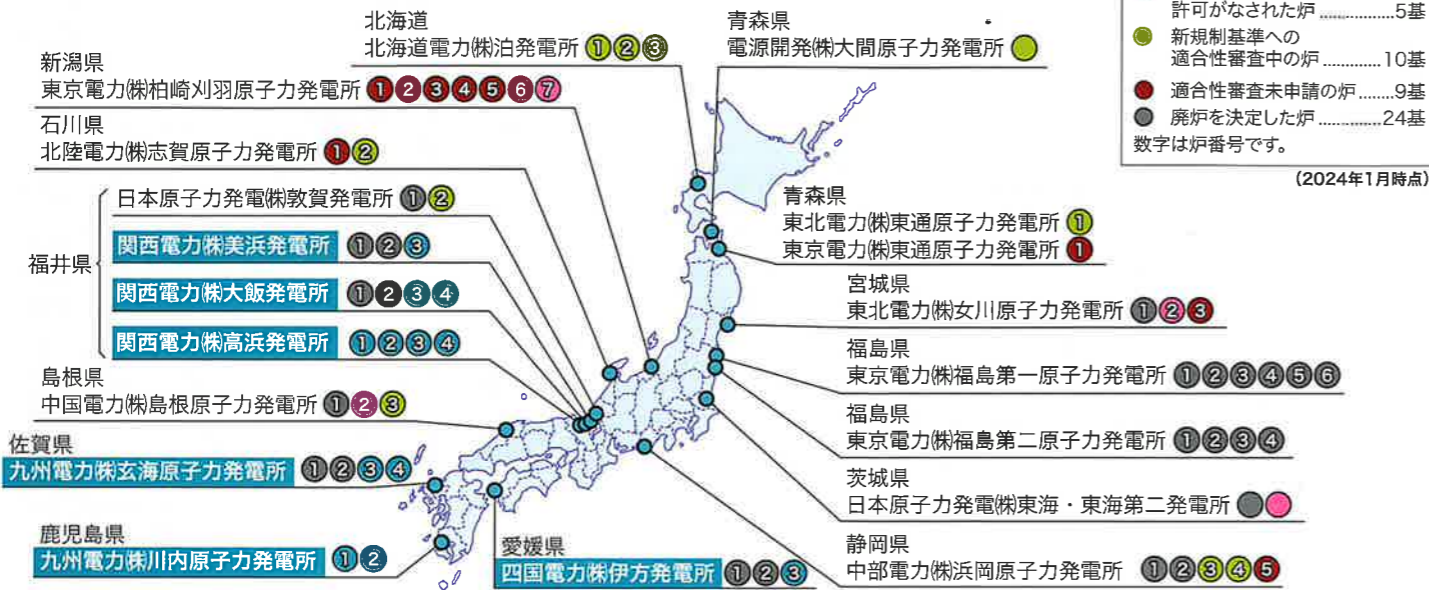 北海道
北海道電力㈱泊発電所 ①②③
青森県
電源開発㈱大間原子力発電所
許可がなされた炉 ............5基
新規制基準への
適合性審査中の炉 ............10基
適合性審査未申請の炉 ........9基
廃炉を決定した炉 ............24基
数字は炉番号です。
(2024年1月時点)
新潟県
東京電力㈱柏崎刈羽原子力発電所 ①②③④⑤⑥⑦
石川県
北陸電力㈱志賀原子力発電所 ①②
福井県
日本原子力発電㈱敦賀発電所 ①②
関西電力㈱美浜発電所 ①②③
関西電力㈱大飯発電所 ①②③④
関西電力㈱高浜発電所 ①②③④
島根県
中国電力㈱島根原子力発電所 ①②③
佐賀県
九州電力㈱玄海原子力発電所 ①②③④
鹿児島県
九州電力㈱川内原子力発電所 ①②
愛媛県
四国電力㈱伊方発電所 ①②③
青森県
東北電力㈱東通原子力発電所 ①
東京電力㈱東通原子力発電所 ①
宮城県
東北電力㈱女川原子力発電所 ①②③
福島県
東京電力㈱福島第一原子力発電所 ①②③④⑤⑥
福島県
東京電力㈱福島第二原子力発電所 ①②③④
茨城県
日本原子力発電㈱東海・東海第二発電所
静岡県
中部電力㈱浜岡原子力発電所 ①②③④⑤